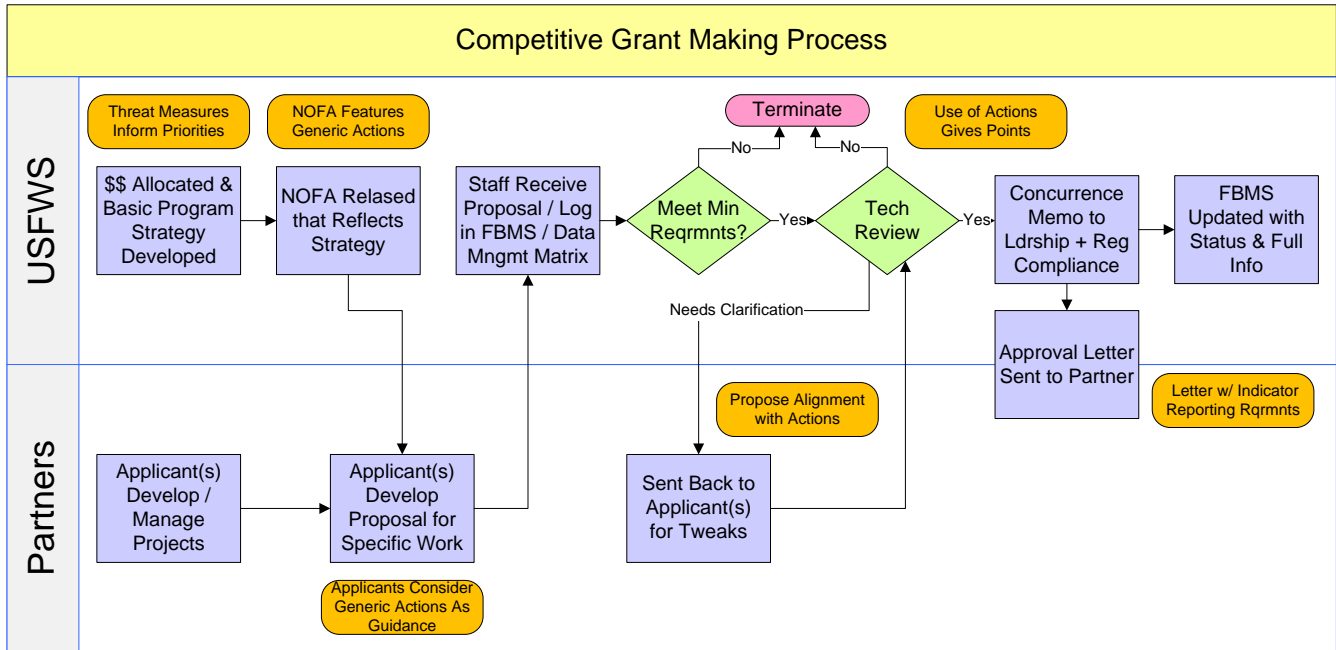 Competitive Grant Making Process
USFWS
Threat Measures
Inform Priorities
NOFA Features
Generic Actions
Terminate
Use of Actions
Gives Points
No
No
$$ Allocated &
Basic Program
Strategy
Developed
NOFA Relased
that Reflects
Strategy
Staff Receive
Proposal / Log
in FBMS / Data
Mngmt Matrix
Meet Min
Reqrmnts?
Yes
Tech
Review
Yes
Concurrence
Memo to
Ldrship + Reg
Compliance
FBMS
Updated with
Status & Full
Info
Needs Clarification
Approval Letter
Sent to Partner
Partners
Propose Alignment
with Actions
Letter w/ Indicator
Reporting Rqrmnts
Applicant(s)
Develop /
Manage
Projects
Applicant(s)
Develop
Proposal for
Specific Work
Sent Back to
Applicant(s)
for Tweaks
Applicants Consider
Generic Actions As
Guidance